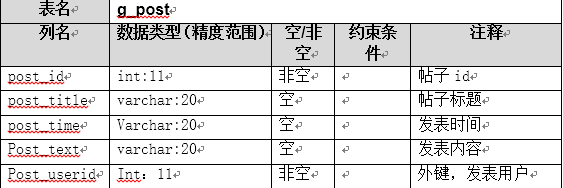 表名 g_post
列名 数据类型(精度范围) 空/非空 约束条件 注释
post_id int:11 非空 帖子 id
post_title varchar:20 空 帖子标题
post_time Varchar:20 空 发表时间
Post_text varchar:20 空 发表内容
Post_userid Int：11 非空 外键，发表用户